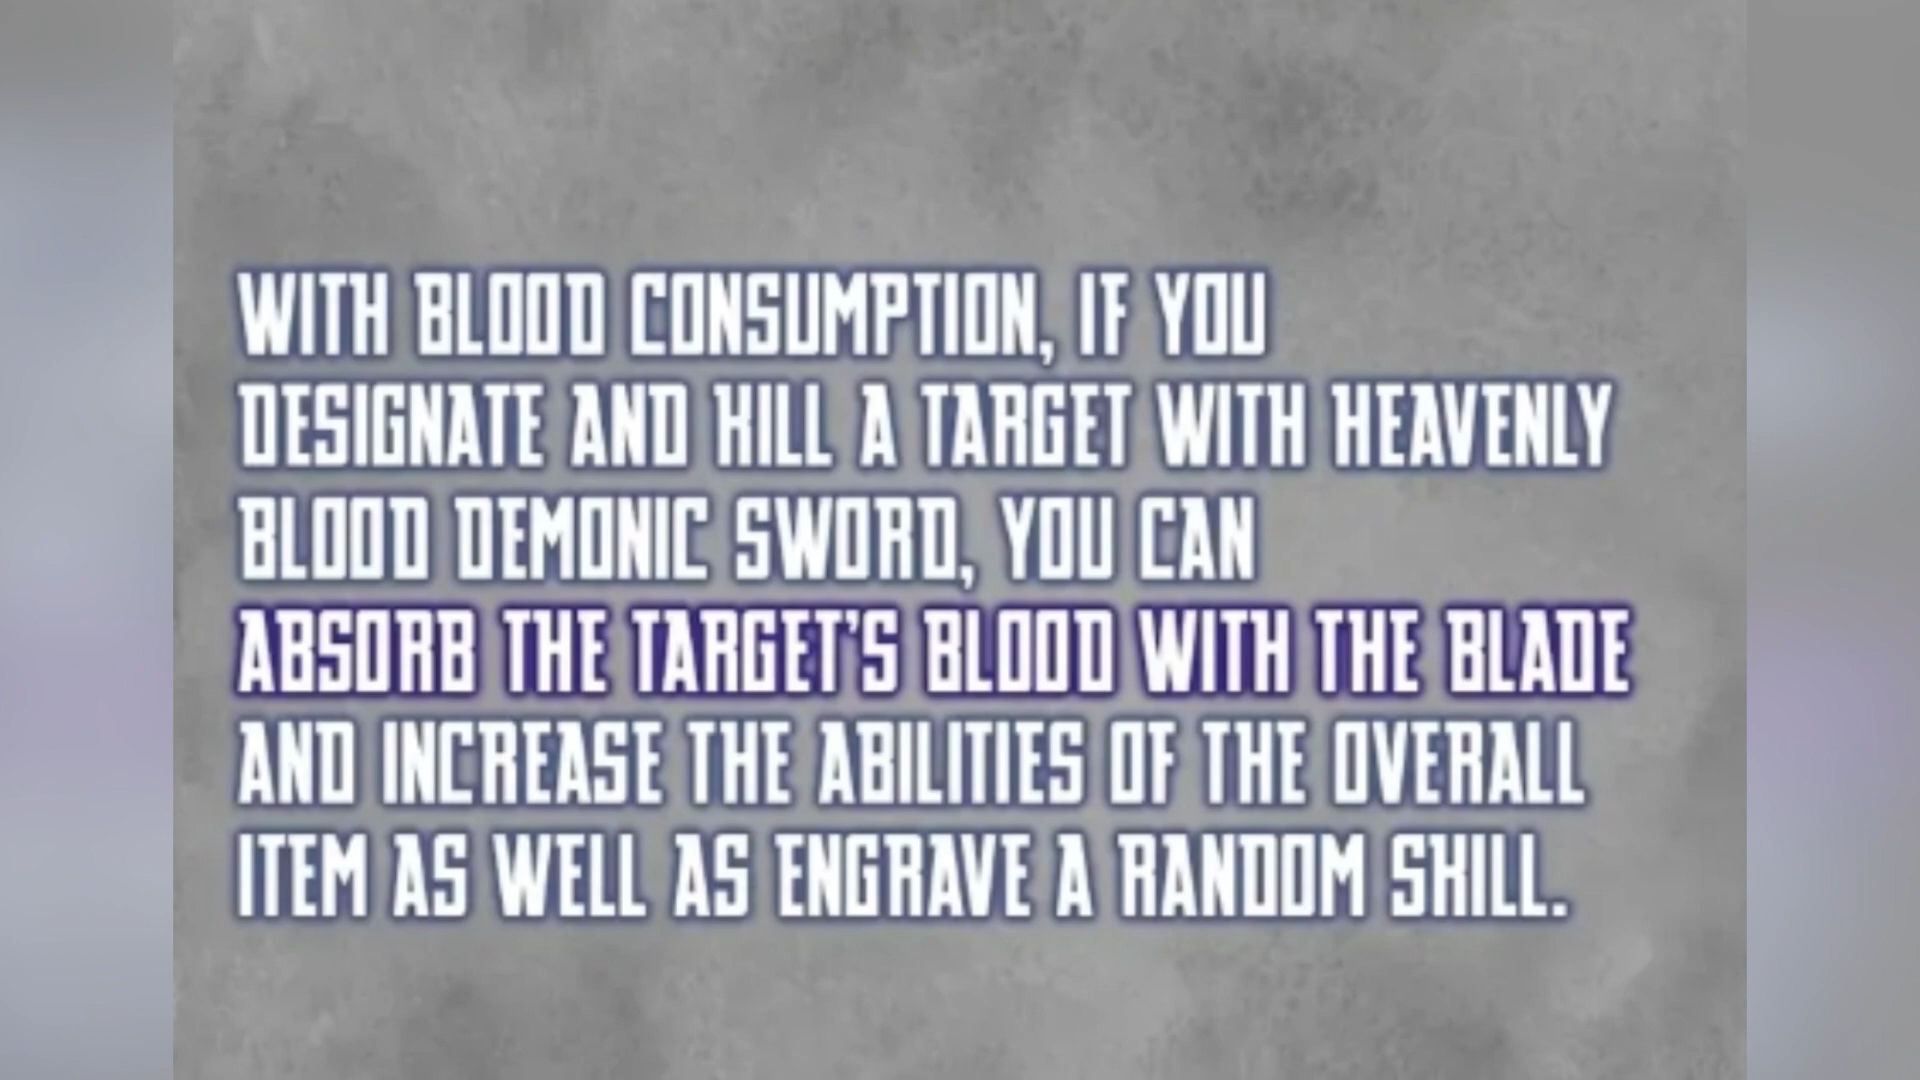 WITH BLOOD CONSUMPTION, IF YOU
DESIGNATE AND KILL A TARGET WITH HEAVENLY
BLOOD DEMONIC SWORD, YOU CAN
ABSORB THE TARGET'S BLOOD WITH THE BLADE
AND INCREASE THE ABILITIES OF THE OVERALL
ITEM AS WELL AS ENGRAVE A RANDOM SKILL.